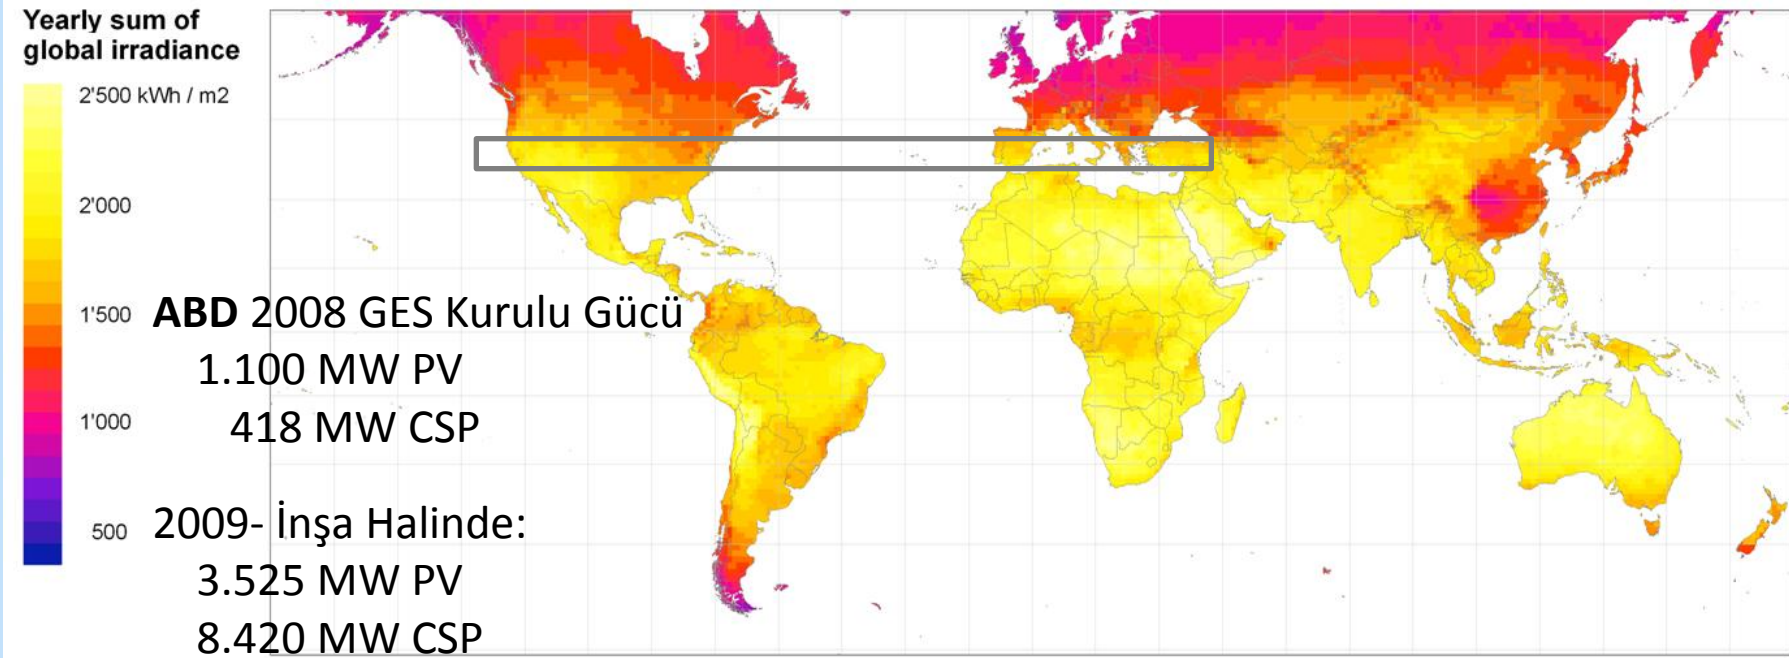 Yearly sum of
global irradiance
2'500 kWh / m2
2'000
1'500
1'000
500
ABD 2008 GES Kurulu Gücü
1.100 MW PV
418 MW CSP
2009- İnşa Halinde:
3.525 MW PV
8.420 MW CSP